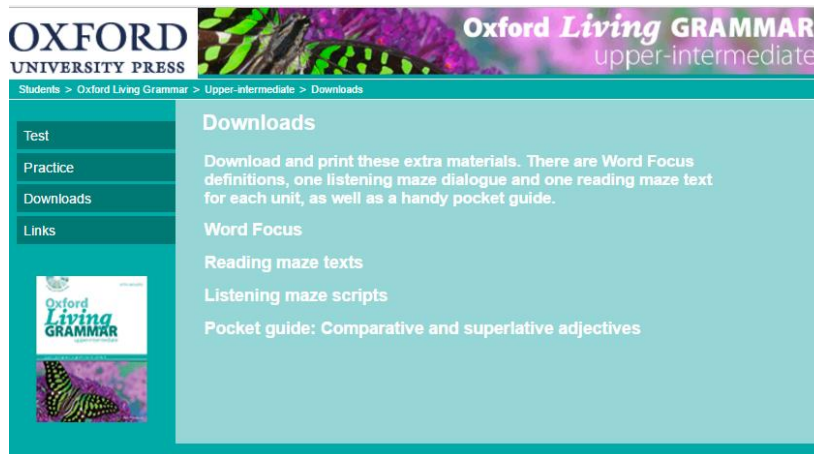 OXFORD
UNIVERSITY PRESS
Oxford Living GRAMMAR
upper-intermediate
Students > Oxford Living Grammar > Upper-intermediate > Downloads
Test
Practice
Downloads
Links
Downloads
Download and print these extra materials. There are Word Focus
definitions, one listening maze dialogue and one reading maze text
for each unit, as well as a handy pocket guide.
Word Focus
Reading maze texts
Listening maze scripts
Pocket guide: Comparative and superlative adjectives
Oxford
Living
GRAMMAR